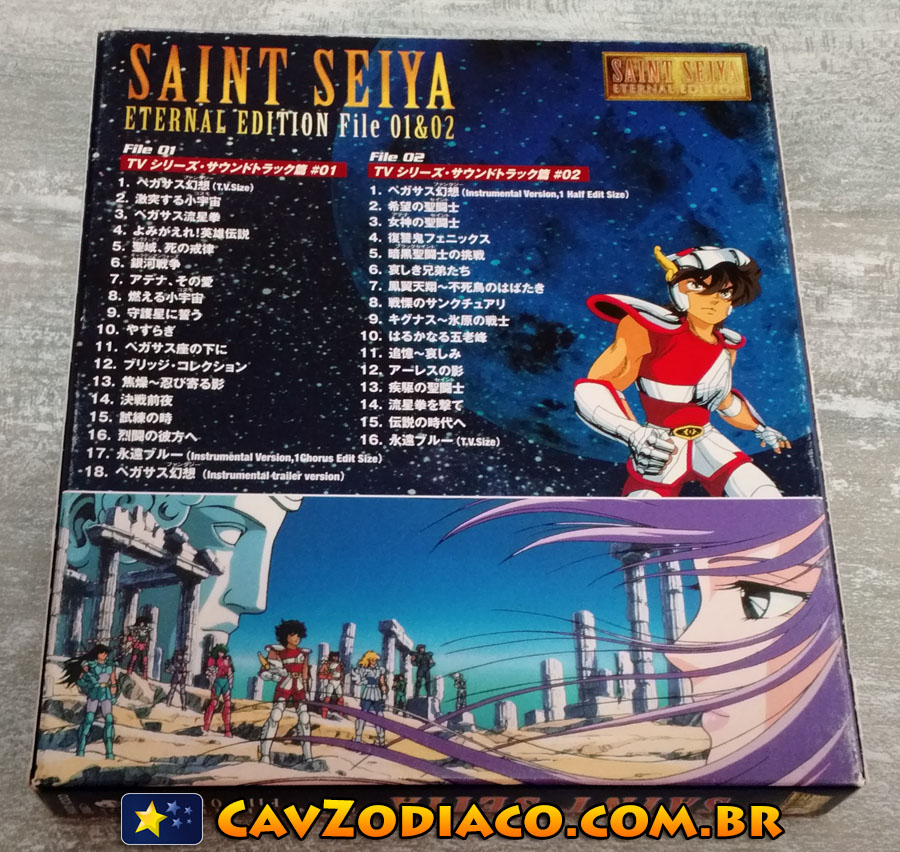 SAINT SEIYA
ETERNAL EDITION File 01&02
SAINT SEIYA
ETERNAL EDITION
File 01
TV シリーズ・サウンドトラック篇 #01
1. ペガサス幻想 (T.V.Size)
2. 激突する小宇宙
3. ペガサス流星拳
4. よみがえれ!英雄伝説
5. 聖域、死の戒律
6. 銀河戦争
7. アテナ、その愛
8. 燃える小宇宙
9. 守護星に誓う
10. やすらぎ
11. ペガサス座の下に
12. ブリッジ・コレクション
13. 焦燥~忍び寄る影
14. 決戦前夜
15. 試練の時
16. 烈闘の彼方へ
17. 永遠ブルー (Instrumental Version,1Chorus Edit Size)
18. ペガサス幻想 (Instrumental trailer version)
File 02
TV シリーズ・サウンドトラック篇 #02
1. ペガサス幻想 (Instrumental Version,1 Half Edit Size)
2. 希望の聖闘士
3. 女神の聖闘士
4. 復讐鬼フェニックス
5. 暗黒聖闘士の挑戦
6. 哀しき兄弟たち
7. 鳳翼天翔~不死鳥のはばたき
8. 戦慄のサンクチュアリ
9. キグナス~氷原の戦士
10. はるかなる五老峰
11. 追憶~哀しみ
12. アーレスの影
13. 疾駆の聖闘士
14. 流星拳を撃て
15. 伝説の時代へ
16. 永遠ブルー (T.V.Size)
CavZodiaco.com.br